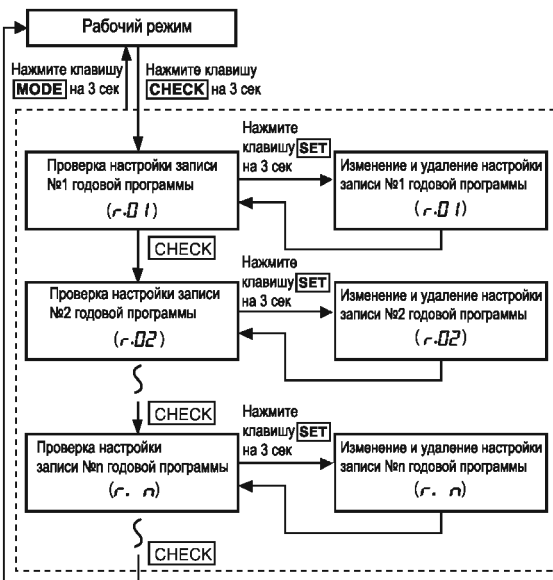 Рабочий режим
Нажмите клавишу
MODE на 3 сек
Нажмите клавишу
CHECK на 3 сек
Проверка настройки записи
№1 годовой программы
(r.01)
Нажмите
клавишу SET
на 3 сек
Изменение и удаление настройки
записи №1 годовой программы
(r.01)
CHECK
Проверка настройки записи
№2 годовой программы
(r.02)
Нажмите
клавишу SET
на 3 сек
Изменение и удаление настройки
записи №2 годовой программы
(r.02)
CHECK
Проверка настройки
записи №n годовой программы
(r. n)
Нажмите
клавишу SET
на 3 сек
Изменение и удаление настройки
записи №n годовой программы
(r. n)
CHECK